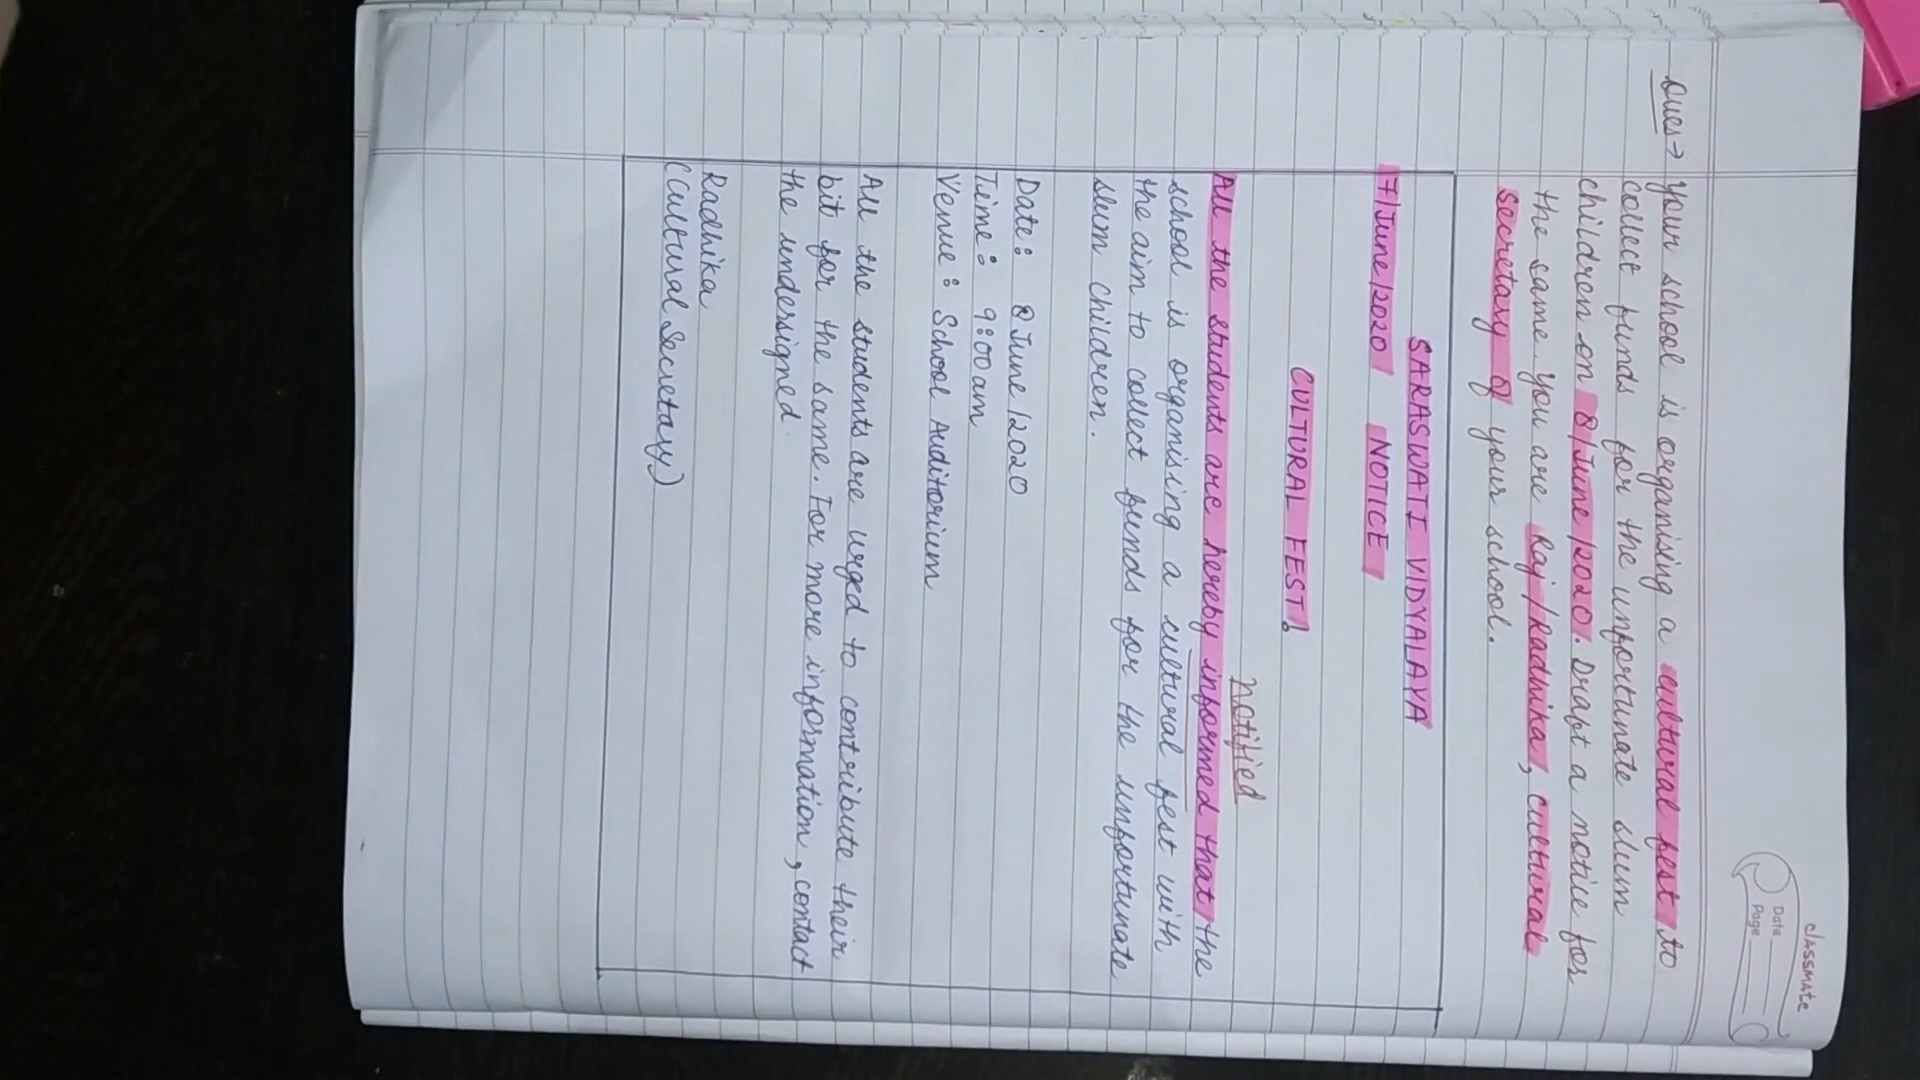 classmate
Date
Page
Ques→ Your school is organising a cultural fest to
collect funds for the unfortunate slum
children on 8/June/2020. Draft a notice for
the same. You are Raj/Radhika, cultural
secretary of your school.
SARASWATI VIDYALAYA
7/June/2020 NOTICE
CULTURAL FEST!
notified
All the students are hereby informed that the
school is organising a cultural fest with
the aim to collect funds for the unfortunate
slum children.
Date: 8 June/2020
Time: 9:00am
Venue: School Auditorium
All the students are urged to contribute their
bit for the same. For more information, contact
the undersigned.
Radhika
(Cultural Secretary)